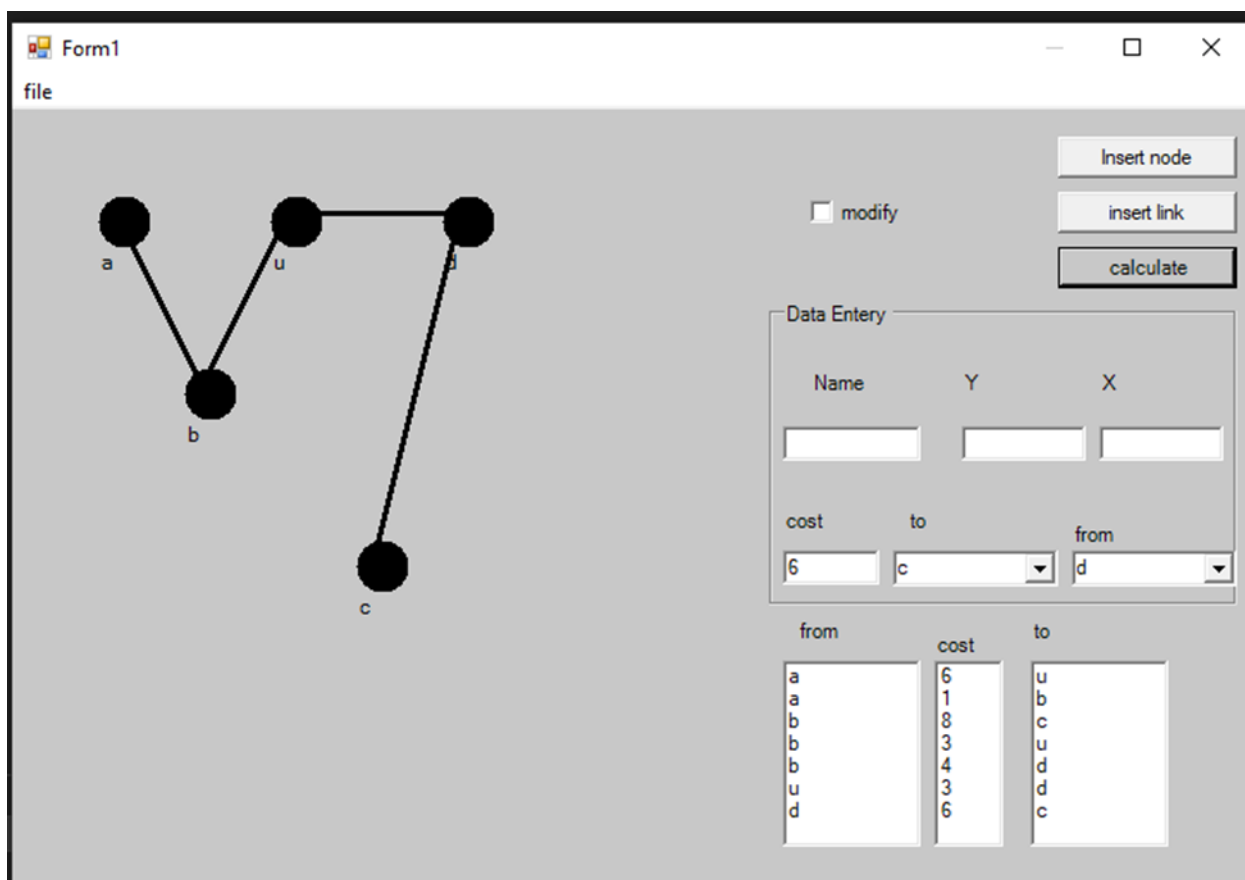 Form1
file
Insert node
modify
insert link
calculate
a
u
d
Data Entery
Name Y X
b
cost to
from
6 c d
c
from
to
cost
a 6 u
a 1 b
b 8 c
b 3 u
b 4 d
u 3 d
d 6 c